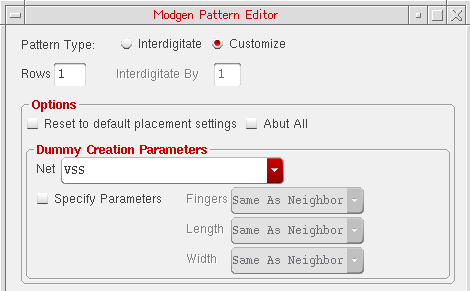 Modgen Pattern Editor
Pattern Type: Interdigitate Customize
Rows 1 Interdigitate By 1
Options
Reset to default placement settings Abut All
Dummy Creation Parameters
Net VSS
Specify Parameters Fingers Same As Neighbor
Length Same As Neighbor
Width Same As Neighbor